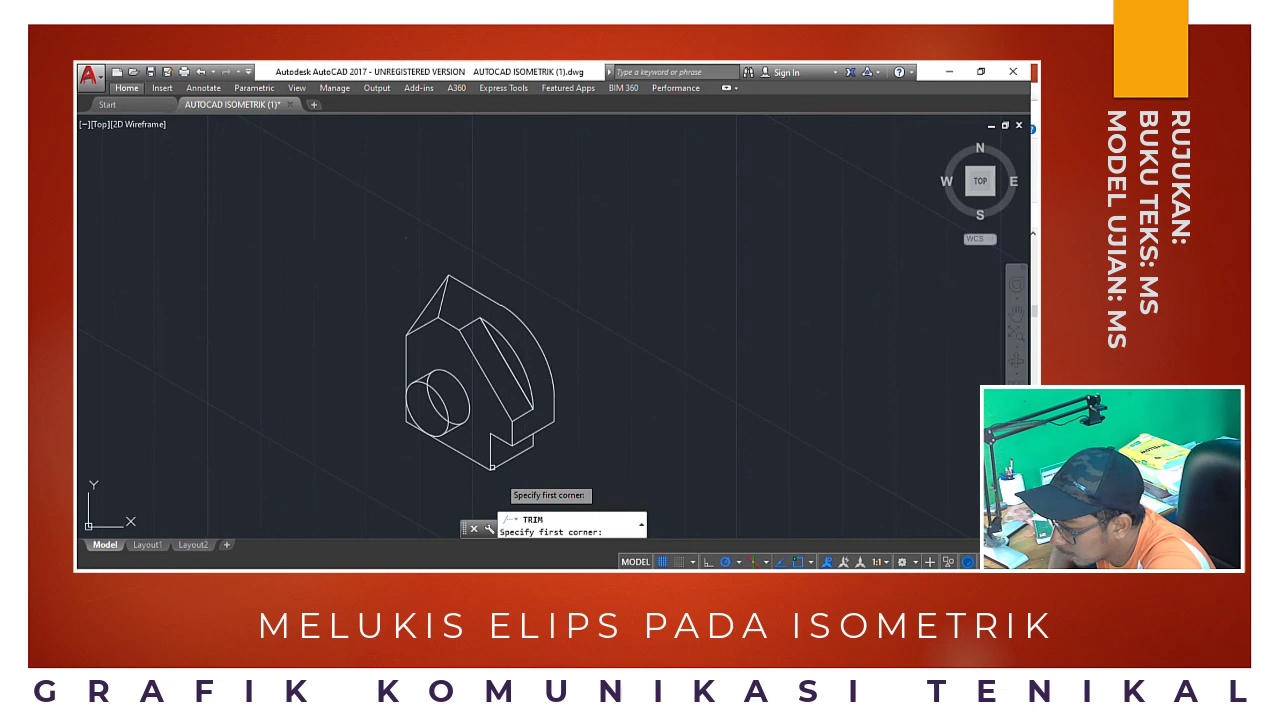 Autodesk AutoCAD 2017 - UNREGISTERED VERSION AUTOCAD ISOMETRIK (1).dwg
Type a keyword or phrase
Sign In
Home Insert Annotate Parametric View Manage Output Add-ins A360 Express Tools Featured Apps BIM 360 Performance
Start AUTOCAD ISOMETRIK (1)*
[−][Top][2D Wireframe]
N
W TOP E
S
WCS
Y
X
Specify first corner:
TRIM
Specify first corner:
Model Layout1 Layout2
MODEL 1:1
RUJUKAN:
BUKU TEKS: MS
MODEL UJIAN: MS
MELUKIS ELIPS PADA ISOMETRIK
GRAFIK KOMUNIKASI TENIKAL